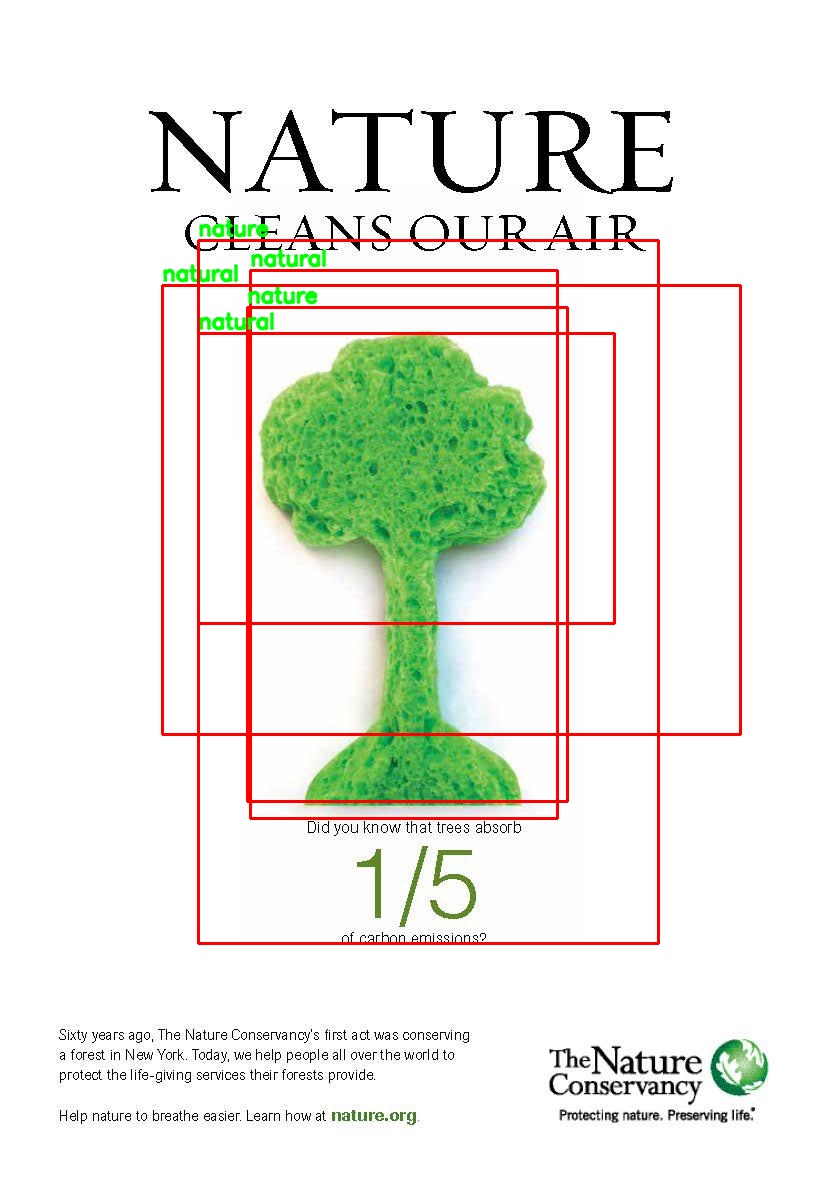 NATURE
CLEANS OUR AIR
nature
natural
natural
nature
natural
Did you know that trees absorb
1/5
of carbon emissions?
Sixty years ago, The Nature Conservancy's first act was conserving
a forest in New York. Today, we help people all over the world to
protect the life-giving services their forests provide.
Help nature to breathe easier. Learn how at nature.org.
The Nature
Conservancy
Protecting nature. Preserving life.